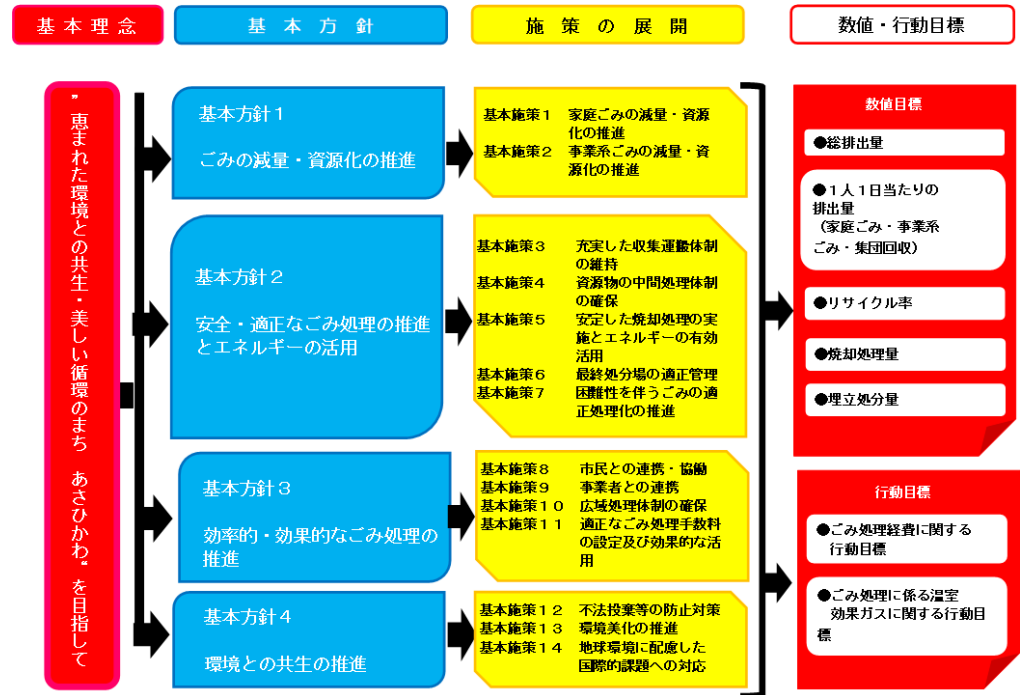 基本理念
基本方針
施策の展開
数値・行動目標
”恵まれた環境との共生・美しい循環のまち　あさひかわ“を目指して
基本方針１
ごみの減量・資源化の推進
基本施策１　家庭ごみの減量・資源
化の推進
基本施策２　事業系ごみの減量・資
源化の推進
基本方針２
安全・適正なごみ処理の推進
とエネルギーの活用
基本施策３　充実した収集運搬体制
の維持
基本施策４　資源物の中間処理体制
の確保
基本施策５　安定した焼却処理の実
施とエネルギーの有効
活用
基本施策６　最終処分場の適正管理
基本施策７　困難性を伴うごみの適
正処理化の推進
基本方針３
効率的・効果的なごみ処理の
推進
基本施策８　市民との連携・協働
基本施策９　事業者との連携
基本施策１０　広域処理体制の確保
基本施策１１　適正なごみ処理手数料
の設定及び効果的な活
用
基本方針４
環境との共生の推進
基本施策１２　不法投棄等の防止対策
基本施策１３　環境美化の推進
基本施策１４　地球環境に配慮した
国際的課題への対応
数値目標
●総排出量
●１人１日当たりの
排出量
（家庭ごみ・事業系
ごみ・集団回収）
●リサイクル率
●焼却処理量
●埋立処分量
行動目標
●ごみ処理経費に関する
行動目標
●ごみ処理に係る温室
効果ガスに関する行動目
標